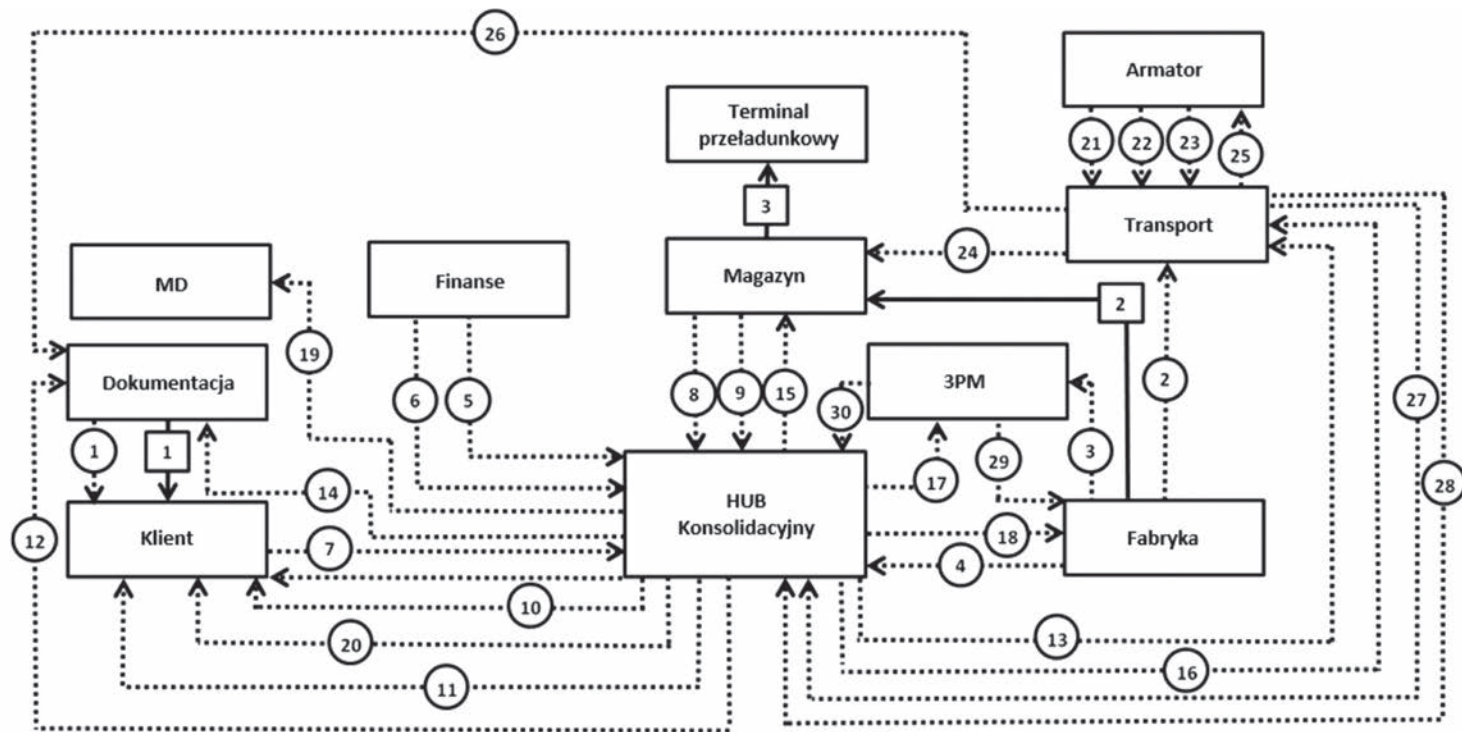 26
Armator
Terminal
przeładunkowy
21
22
23
25
3
Transport
MD
Finanse
Magazyn
24
2
19
Dokumentacja
6
5
8
9
15
30
3PM
2
27
1
1
14
17
29
3
28
12
Klient
7
HUB
Konsolidacyjny
18
Fabryka
4
10
20
13
11
16